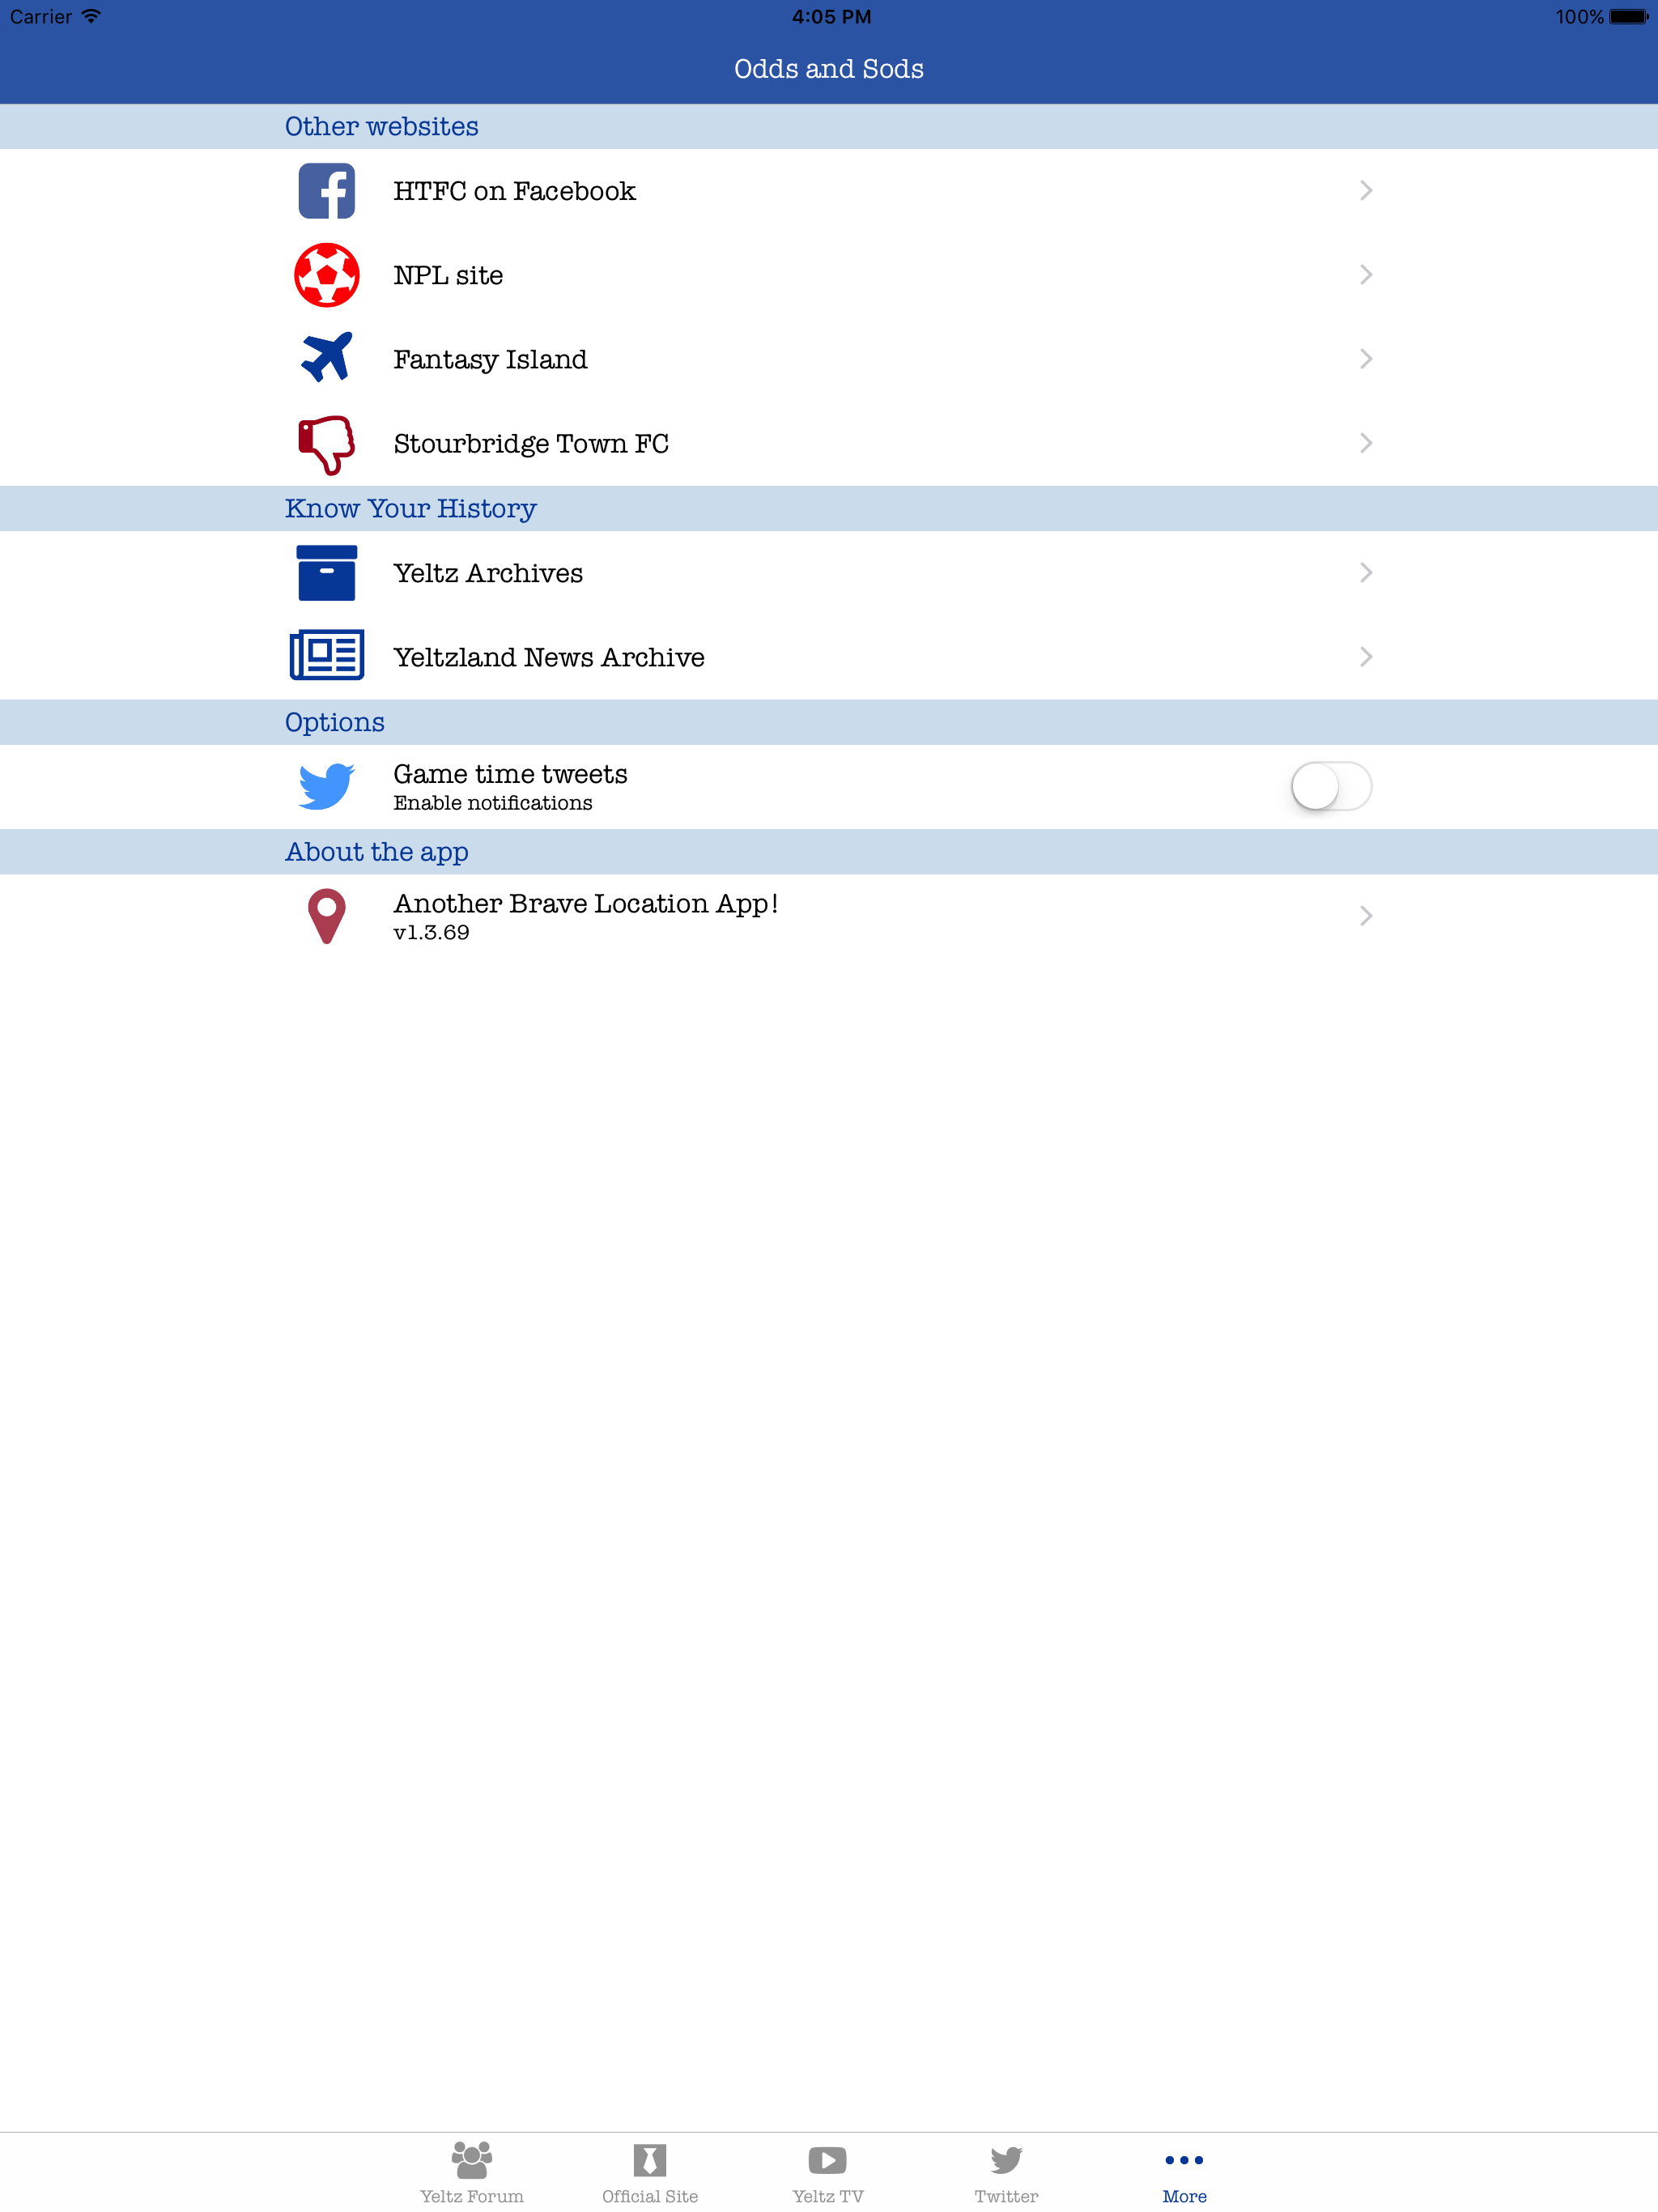 Carrier
4:05 PM
100%
Odds and Sods
Other websites
HTFC on Facebook
NPL site
Fantasy Island
Stourbridge Town FC
Know Your History
Yeltz Archives
Yeltzland News Archive
Options
Game time tweets
Enable notifications
About the app
Another Brave Location App!
v1.3.69
Yeltz Forum
Official Site
Yeltz TV
Twitter
More